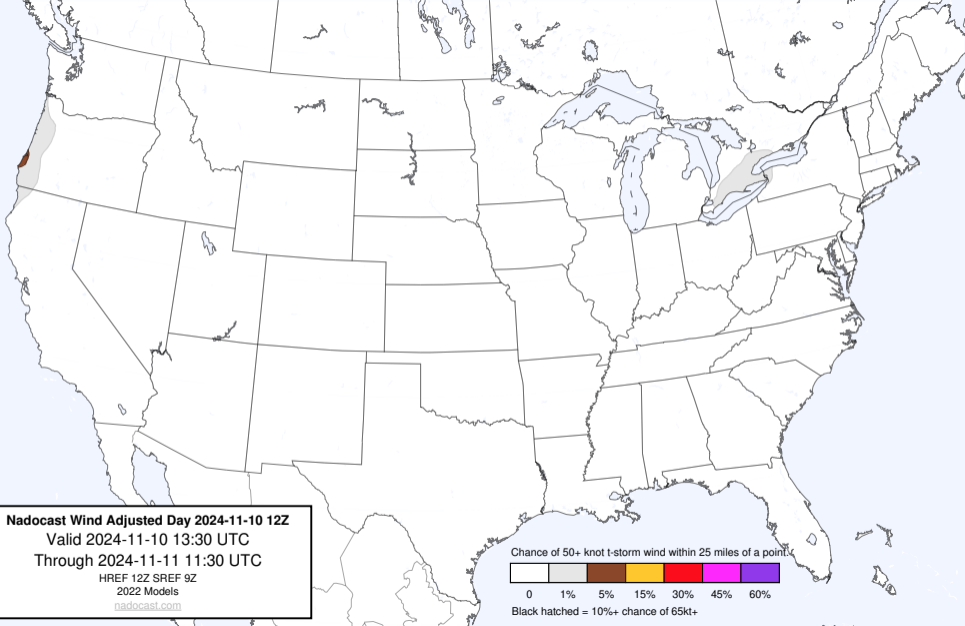 Nadocast Wind Adjusted Day 2024-11-10 12Z
Valid 2024-11-10 13:30 UTC
Through 2024-11-11 11:30 UTC
HREF 12Z SREF 9Z
2022 Models
nadocast.com
Chance of 50+ knot t-storm wind within 25 miles of a point.
0 1% 5% 15% 30% 45% 60%
Black hatched = 10%+ chance of 65kt+